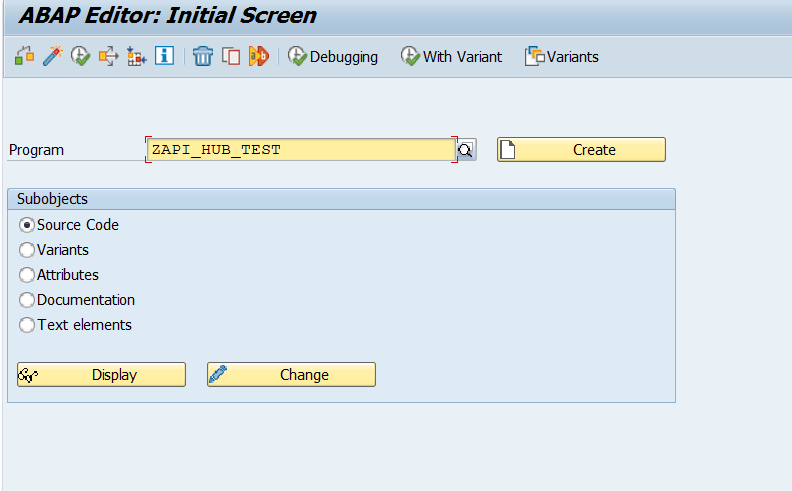 ABAP Editor: Initial Screen
Debugging With Variant Variants
Program ZAPI_HUB_TEST Create
Subobjects
Source Code
Variants
Attributes
Documentation
Text elements
Display Change